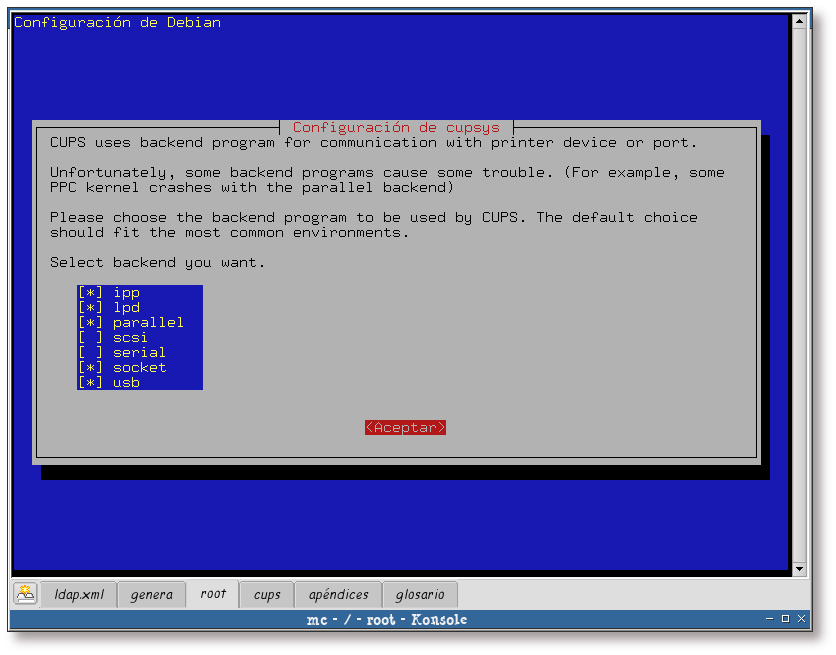 Configuración de Debian
Configuración de cupsys
CUPS uses backend program for communication with printer device or port.
Unfortunately, some backend programs cause some trouble. (For example, some
PPC kernel crashes with the parallel backend)
Please choose the backend program to be used by CUPS. The default choice
should fit the most common environments.
Select backend you want.
[*] ipp
[*] lpd
[*] parallel
[ ] scsi
[ ] serial
[*] socket
[*] usb
<Aceptar>
ldap.xml genera root cups apéndices glosario
mc - / - root - Konsole